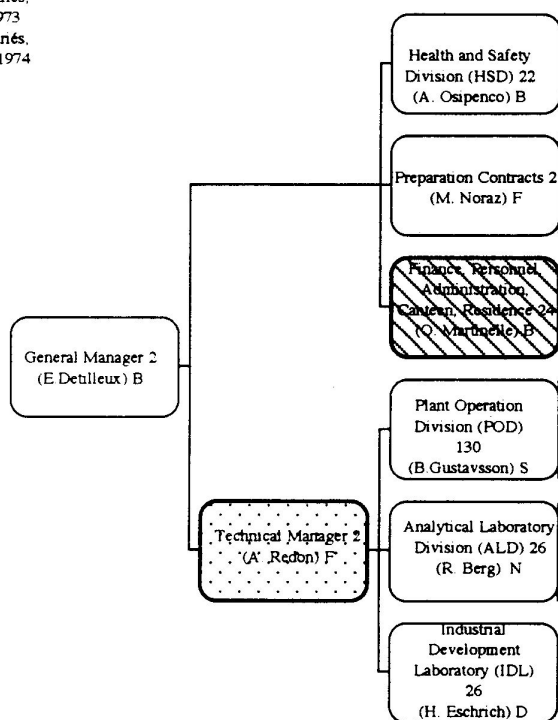 973
1974
Health and Safety
Division (HSD) 22
(A. Osipenco) B
Preparation Contracts 2
(M. Noraz) F
Finance, Personnel,
Administration,
Canteen, Residence 24
(O. Martinelle) B
General Manager 2
(E Detilleux) B
Plant Operation
Division (POD)
130
(B.Gustavsson) S
Technical Manager 2
(A. Redon) F
Analytical Laboratory
Division (ALD) 26
(R. Berg) N
Industrial
Development
Laboratory (IDL)
26
(H. Eschrich) D